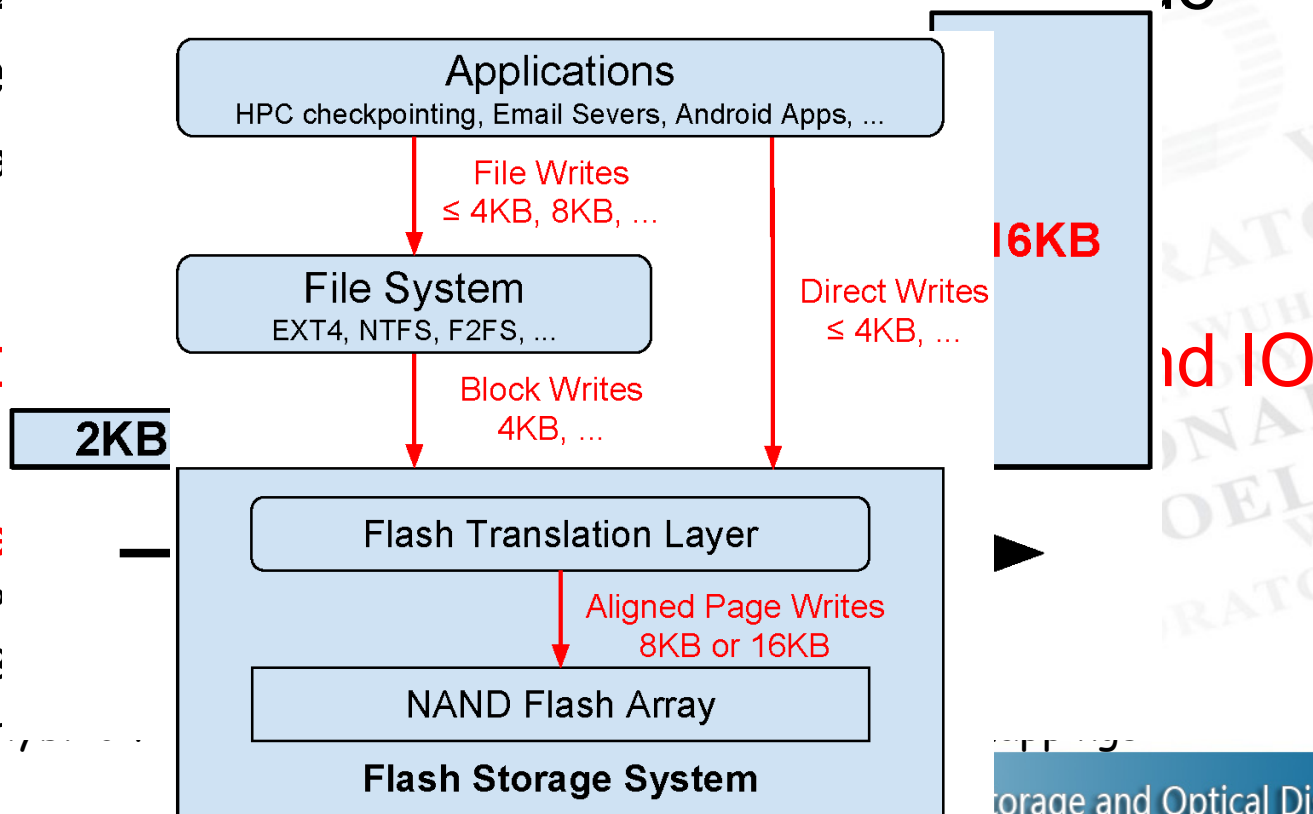 Applications
HPC checkpointing, Email Severs, Android Apps, ...
File Writes
≤ 4KB, 8KB, ...
16KB
File System
EXT4, NTFS, F2FS, ...
Direct Writes
≤ 4KB, ...
nd IO
Block Writes
4KB, ...
2KB
Flash Translation Layer
Aligned Page Writes
8KB or 16KB
NAND Flash Array
Flash Storage System
torage and Optical Di